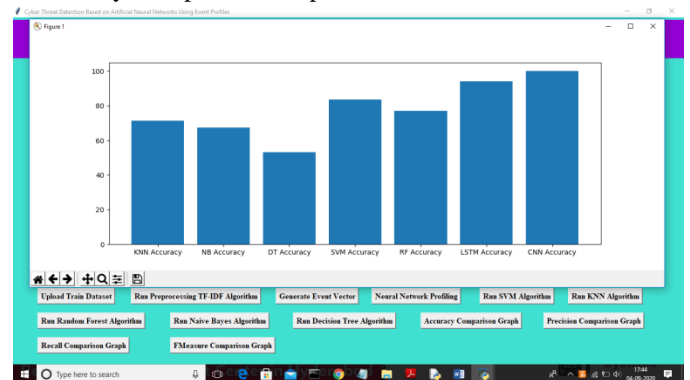 Cyber Threat Detection Based on Artificial Neural Networks Using Event Profiles
Figure 1
100
80
60
40
20
0
KNN Accuracy NB Accuracy DT Accuracy SVM Accuracy RF Accuracy LSTM Accuracy CNN Accuracy
Upload Train Dataset Run Preprocessing TF-IDF Algorithm Generate Event Vector Neural Network Profiling Run SVM Algorithm Run KNN Algorithm
Run Random Forest Algorithm Run Naive Bayes Algorithm Run Decision Tree Algorithm Accuracy Comparison Graph Precision Comparison Graph
Recall Comparison Graph FMeasure Comparison Graph
Type here to search
17:44
04-09-2020